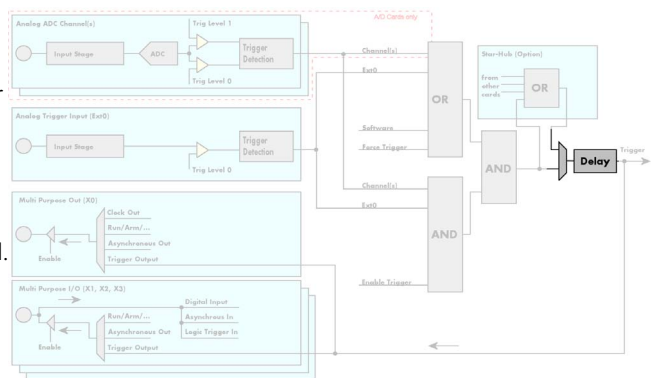 A/D Cards only
Analog ADC Channel(s)
Trig Level 1
Input Stage
ADC
Trigger
Detection
Trig Level 0
Analog Trigger Input (Ext0)
Input Stage
Trigger
Detection
Trig Level 0
Multi Purpose Out (X0)
Clock Out
Run/Arm/...
Asynchronous Out
Trigger Output
Enable
Multi Purpose I/O (X1, X2, X3)
Digital Input
Run/Arm/...
Asynchronous In
Asynchronous Out
Logic Trigger In
Enable
Trigger Output
Channel(s)
Ext0
OR
Software
Force Trigger
Channel(s)
Ext0
AND
Enable Trigger
AND
Star-Hub (Option)
from
other
cards
OR
Delay
Trigger
l.